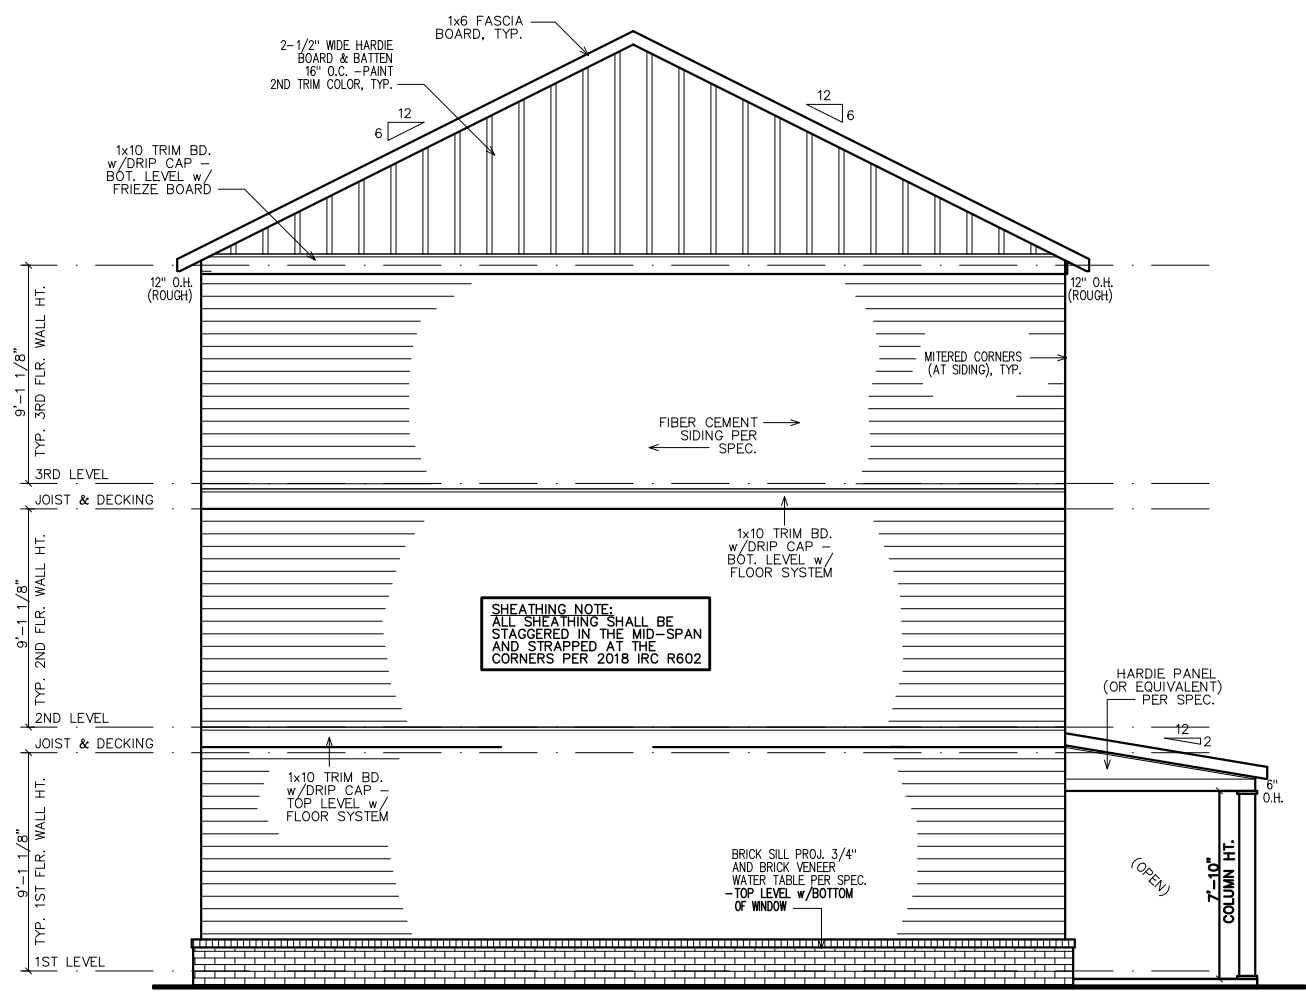 1x6 FASCIA
BOARD, TYP.
2-1/2" WIDE HARDIE
BOARD & BATTEN
16" O.C. -PAINT
2ND TRIM COLOR, TYP.
12
6
12
6
1x10 TRIM BD.
w/DRIP CAP -
BOT. LEVEL w/
FRIEZE BOARD
12" O.H.
(ROUGH)
12" O.H.
(ROUGH)
9'-1 1/8"
TYP. 3RD FLR. WALL HT.
MITERED CORNERS
(AT SIDING), TYP.
FIBER CEMENT
SIDING PER
SPEC.
3RD LEVEL
JOIST & DECKING
1x10 TRIM BD.
w/DRIP CAP -
BOT. LEVEL w/
FLOOR SYSTEM
9'-1 1/8"
TYP. 2ND FLR. WALL HT.
SHEATHING NOTE:
ALL SHEATHING SHALL BE
STAGGERED IN THE MID-SPAN
AND STRAPPED AT THE
CORNERS PER 2018 IRC R602
HARDIE PANEL
(OR EQUIVALENT)
PER SPEC.
2ND LEVEL
JOIST & DECKING
12
2
1x10 TRIM BD.
w/DRIP CAP -
TOP LEVEL w/
FLOOR SYSTEM
6"
O.H.
9'-1 1/8"
TYP. 1ST FLR. WALL HT.
BRICK SILL PROJ. 3/4"
AND BRICK VENEER
WATER TABLE PER SPEC.
-TOP LEVEL w/BOTTOM
OF WINDOW
(OPEN)
7'-10"
COLUMN HT.
1ST LEVEL